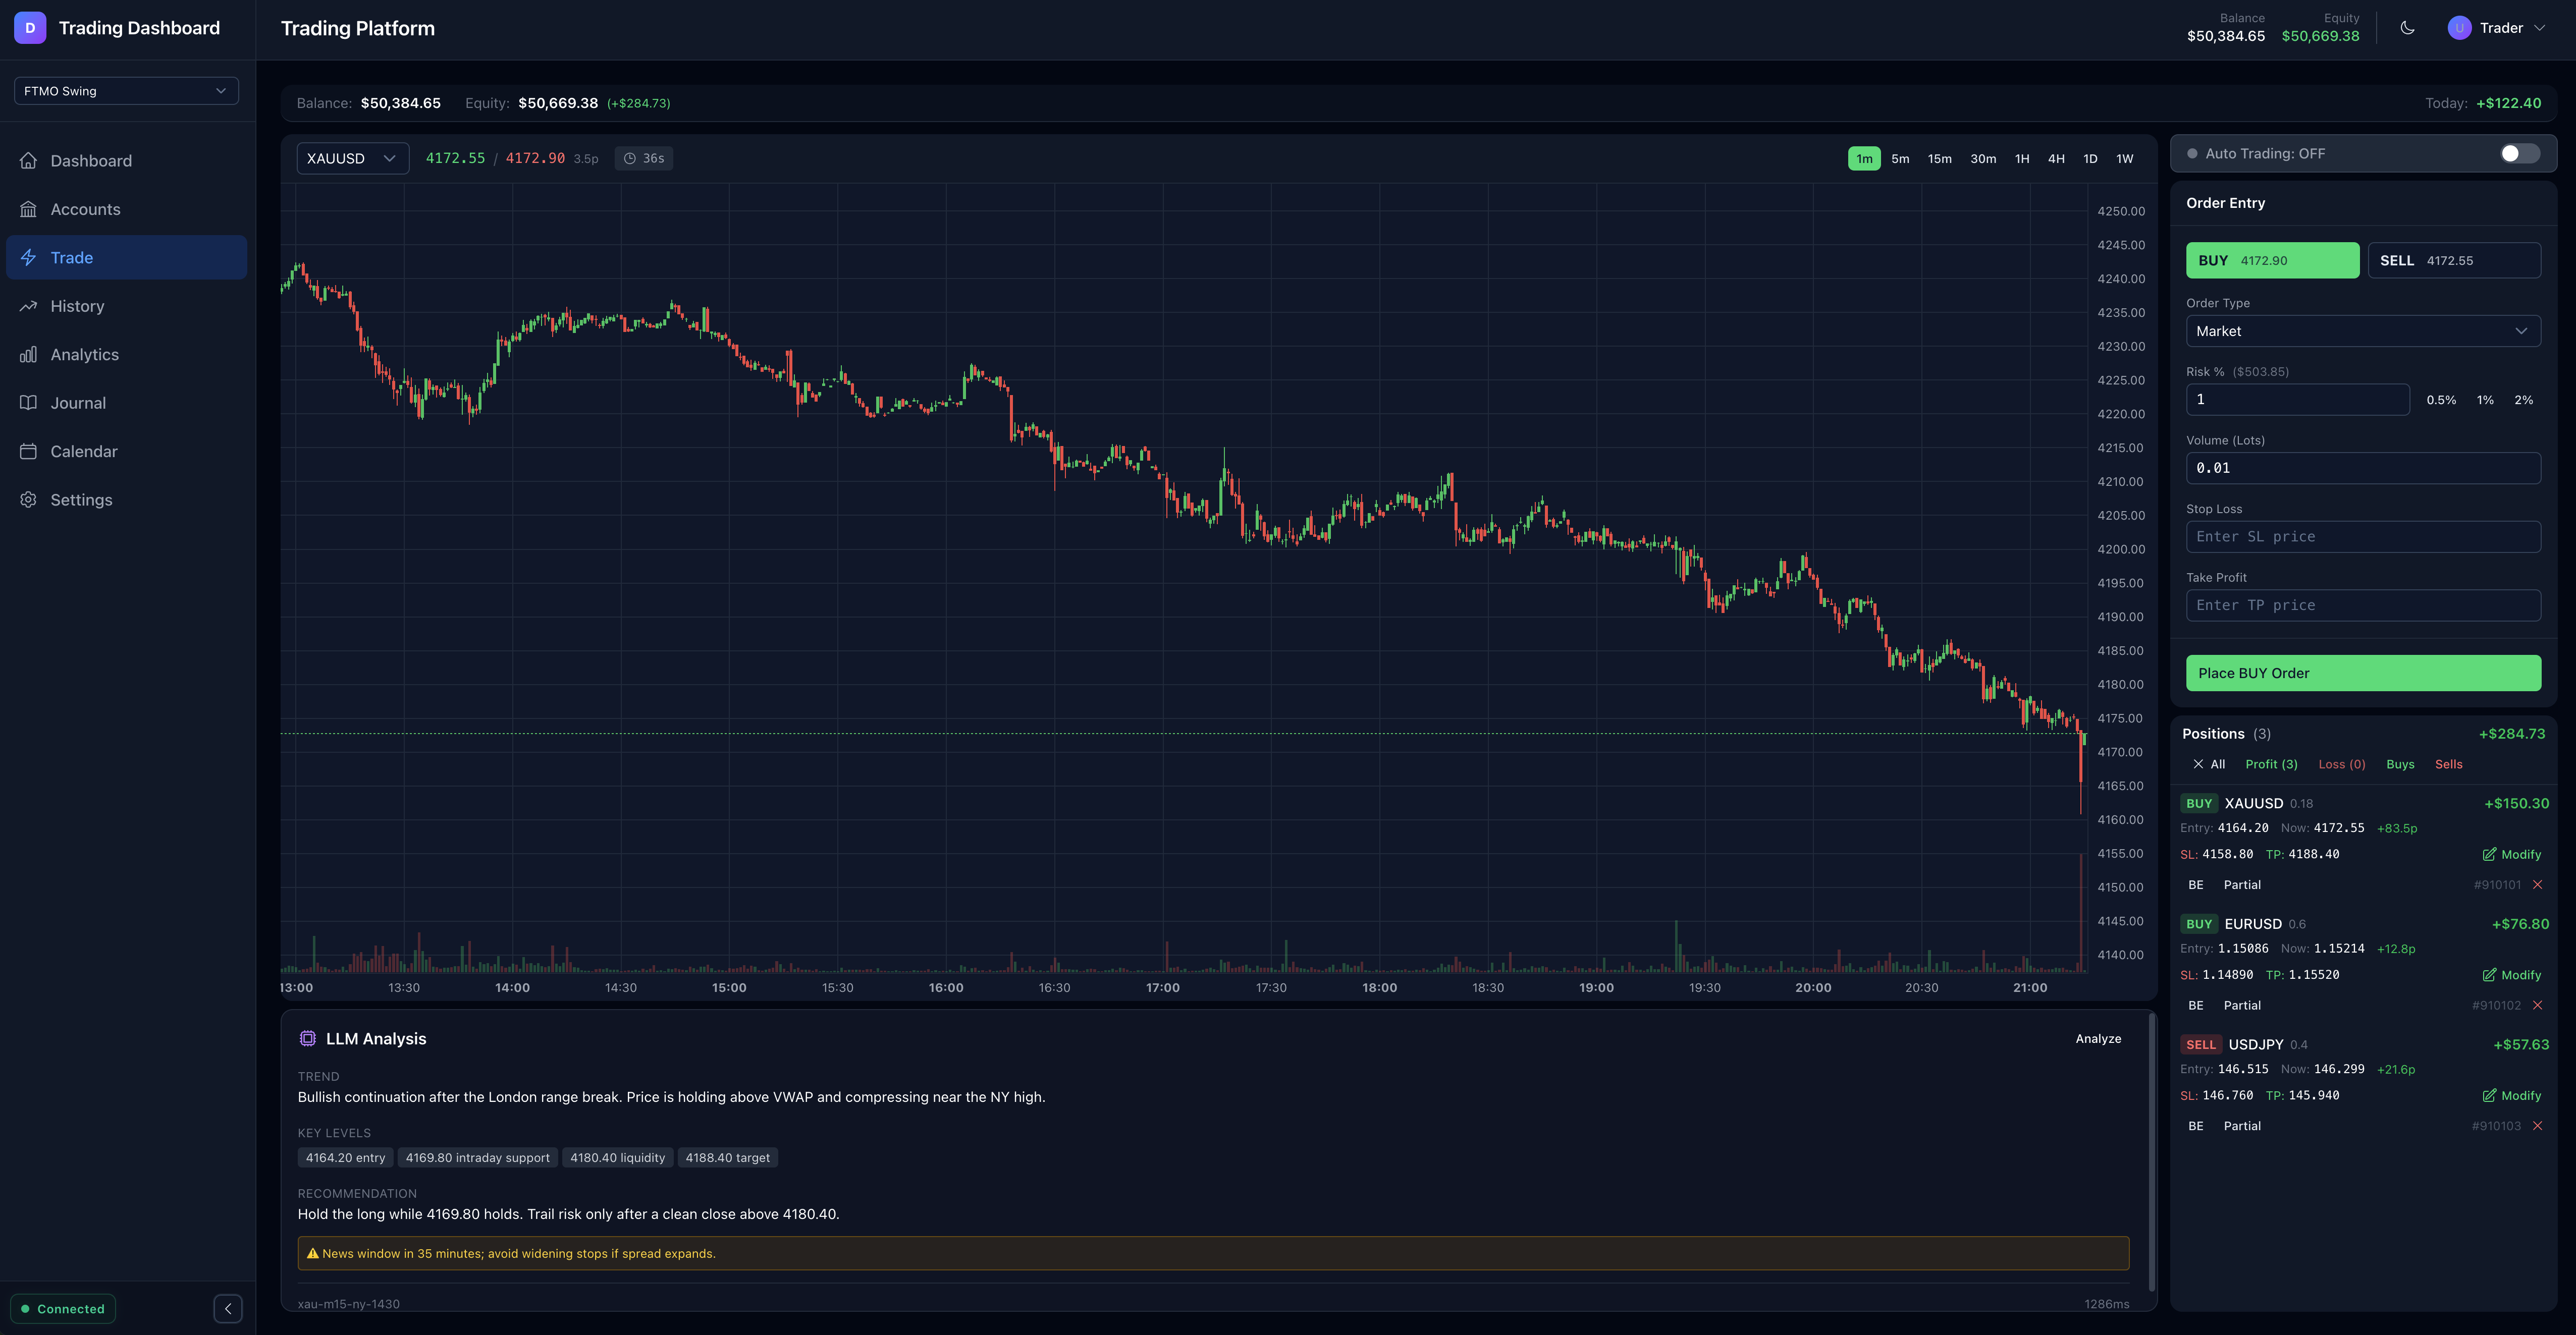 D Trading Dashboard
FTMO Swing
Dashboard
Accounts
Trade
History
Analytics
Journal
Calendar
Settings
Connected
Trading Platform
Balance
$50,384.65
Equity
$50,669.38
U Trader
Balance: $50,384.65 Equity: $50,669.38 (+$284.73)
Today: +$122.40
XAUUSD 4172.55 / 4172.90 3.5p 36s
1m 5m 15m 30m 1H 4H 1D 1W
4250.00
4245.00
4240.00
4235.00
4230.00
4225.00
4220.00
4215.00
4210.00
4205.00
4200.00
4195.00
4190.00
4185.00
4180.00
4175.00
4170.00
4165.00
4160.00
4155.00
4150.00
4145.00
4140.00
13:00 13:30 14:00 14:30 15:00 15:30 16:00 16:30 17:00 17:30 18:00 18:30 19:00 19:30 20:00 20:30 21:00
LLM Analysis
Analyze
TREND
Bullish continuation after the London range break. Price is holding above VWAP and compressing near the NY high.
KEY LEVELS
4164.20 entry 4169.80 intraday support 4180.40 liquidity 4188.40 target
RECOMMENDATION
Hold the long while 4169.80 holds. Trail risk only after a clean close above 4180.40.
News window in 35 minutes; avoid widening stops if spread expands.
xau-m15-ny-1430
1286ms
Auto Trading: OFF
Order Entry
BUY 4172.90
SELL 4172.55
Order Type
Market
Risk % ($503.85)
1
0.5% 1% 2%
Volume (Lots)
0.01
Stop Loss
Enter SL price
Take Profit
Enter TP price
Place BUY Order
Positions (3) +$284.73
All Profit (3) Loss (0) Buys Sells
BUY XAUUSD 0.18 +$150.30
Entry: 4164.20 Now: 4172.55 +83.5p
SL: 4158.80 TP: 4188.40 Modify
BE Partial #910101
BUY EURUSD 0.6 +$76.80
Entry: 1.15086 Now: 1.15214 +12.8p
SL: 1.14890 TP: 1.15520 Modify
BE Partial #910102
SELL USDJPY 0.4 +$57.63
Entry: 146.515 Now: 146.299 +21.6p
SL: 146.760 TP: 145.940 Modify
BE Partial #910103